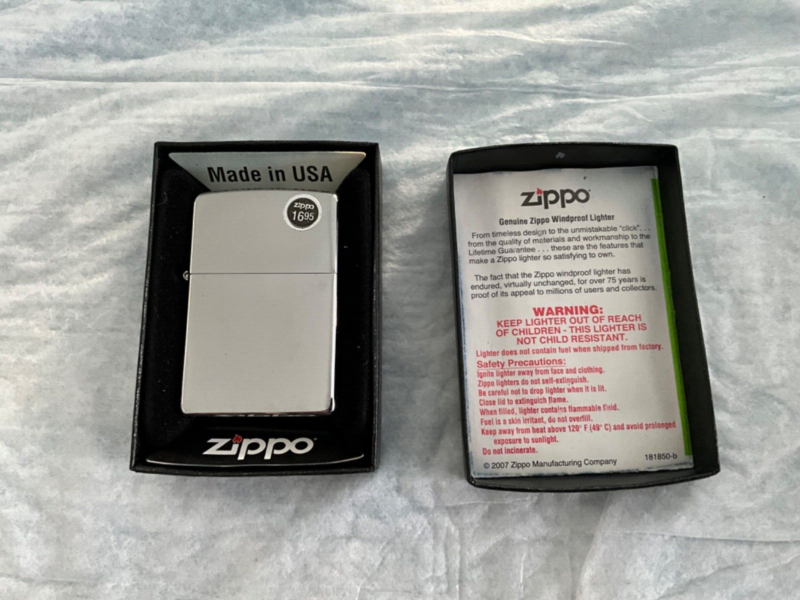 Made in USA
zippo
16 95
zippo
zippo
Genuine Zippo Windproof Lighter
From timeless design to the unmistakable "click". . .
from the quality of materials and workmanship to the
Lifetime Guarantee . . . these are the features that
make a Zippo lighter so satisfying to own.
The fact that the Zippo windproof lighter has
endured, virtually unchanged, for over 75 years is
proof of its appeal to millions of users and collectors.
WARNING:
KEEP LIGHTER OUT OF REACH
OF CHILDREN - THIS LIGHTER IS
NOT CHILD RESISTANT.
Lighter does not contain fuel when shipped from factory.
Safety Precautions:
Ignite lighter away from face and clothing.
Zippo lighters do not self-extinguish.
Be careful not to drop lighter when it is lit.
Close lid to extinguish flame.
When filled, lighter contains flammable fluid.
Fuel is a skin irritant, do not overfill.
Keep away from heat above 120° F (49° C) and avoid prolonged
exposure to sunlight.
Do not incinerate.
© 2007 Zippo Manufacturing Company
181850-b